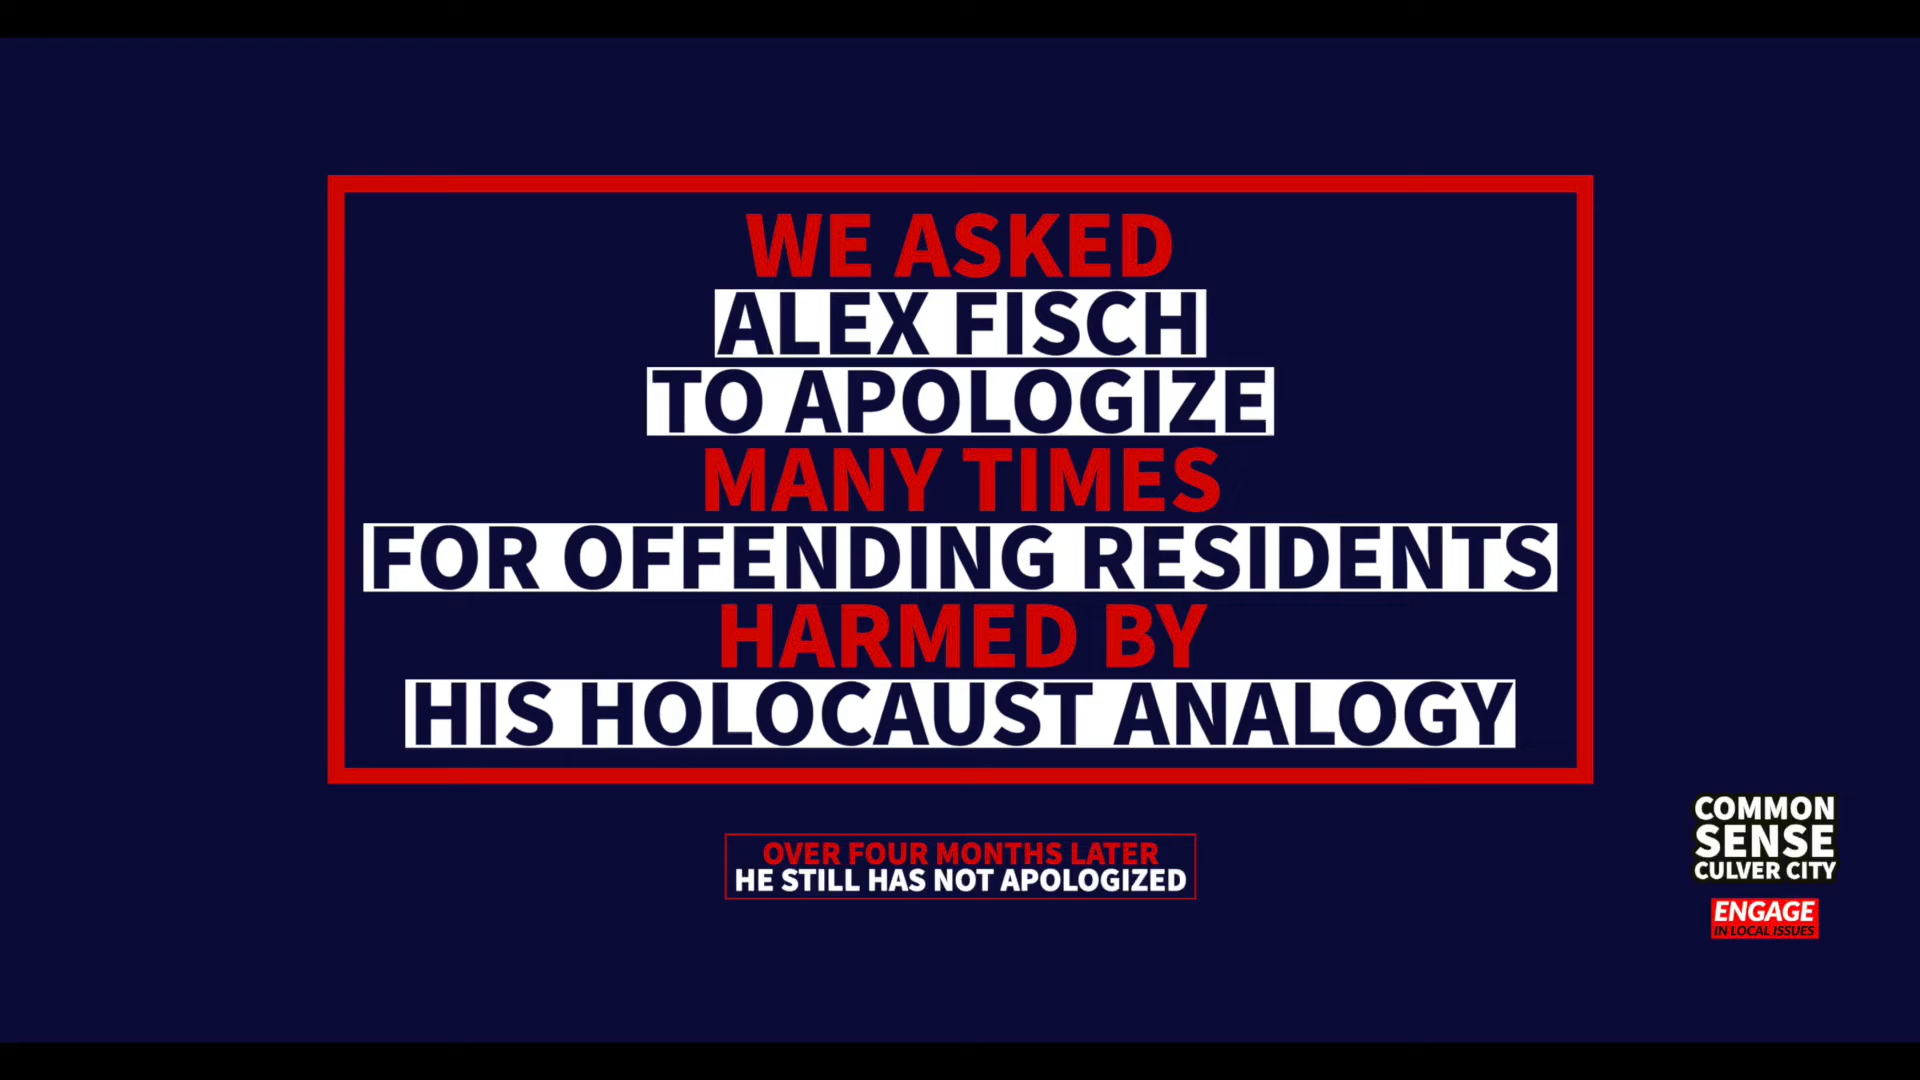 WE ASKED
ALEX FISCH
TO APOLOGIZE
MANY TIMES
FOR OFFENDING RESIDENTS
HARMED BY
HIS HOLOCAUST ANALOGY
OVER FOUR MONTHS LATER
HE STILL HAS NOT APOLOGIZED
COMMON
SENSE
CULVER CITY
ENGAGE
IN LOCAL ISSUES